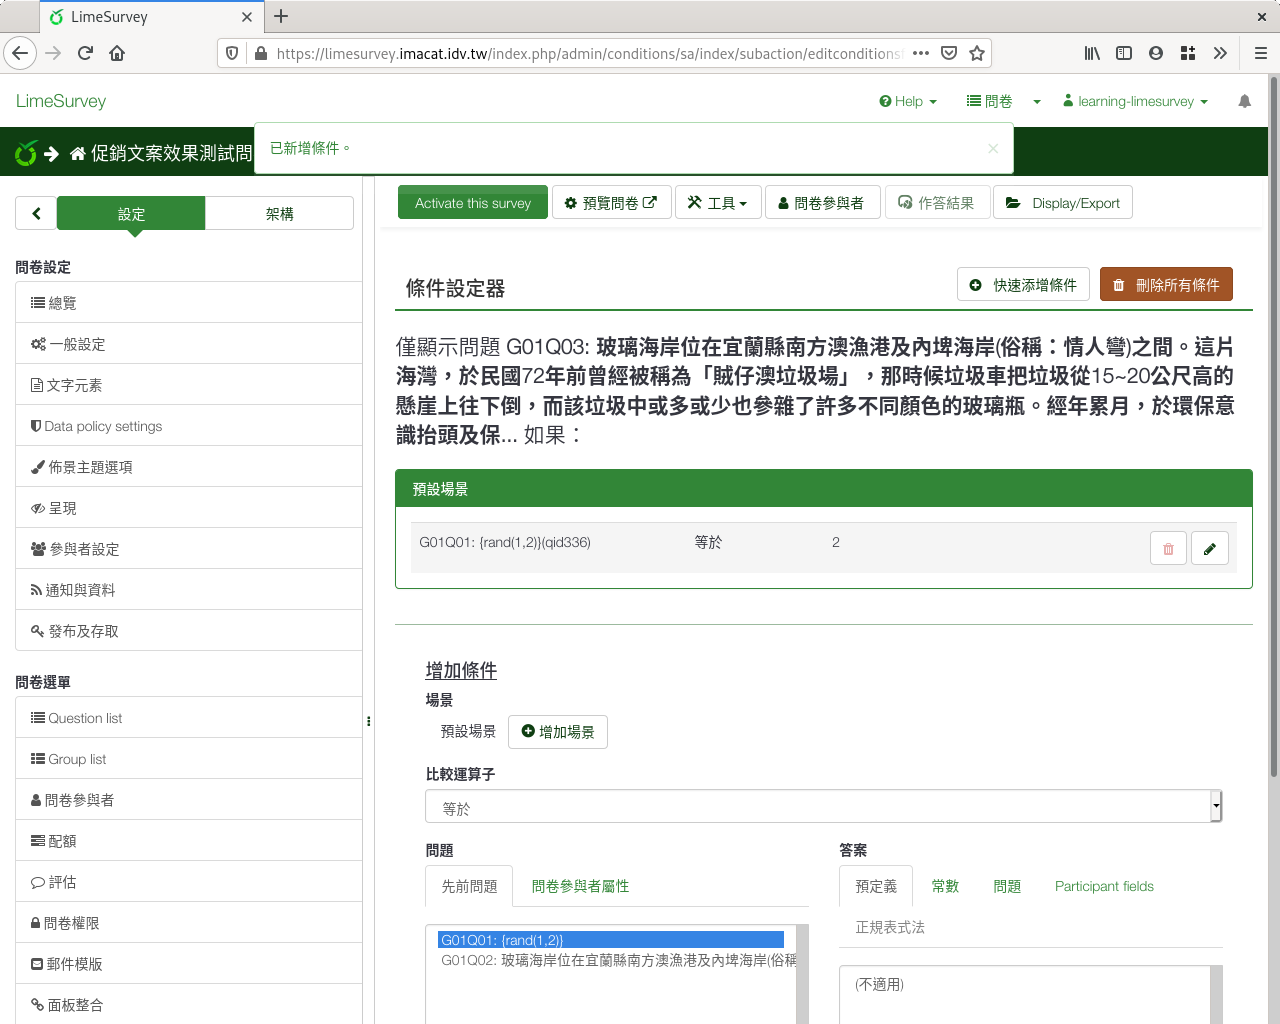 LimeSurvey
https://limesurvey.imacat.idv.tw/index.php/admin/conditions/sa/index/subaction/editconditions
LimeSurvey
Help
問卷
learning-limesurvey
促銷文案效果測試問
已新增條件。
設定
架構
Activate this survey
預覽問卷
工具
問卷參與者
作答結果
Display/Export
問卷設定
總覽
一般設定
文字元素
Data policy settings
佈景主題選項
呈現
參與者設定
通知與資料
發布及存取
問卷選單
Question list
Group list
問卷參與者
配額
評估
問卷權限
郵件模版
面板整合
條件設定器
快速添增條件
刪除所有條件
僅顯示問題 G01Q03: 玻璃海岸位在宜蘭縣南方澳漁港及內埤海岸(俗稱：情人彎)之間。這片
海灣，於民國72年前曾經被稱為「賊仔澳垃圾場」，那時候垃圾車把垃圾從15~20公尺高的
懸崖上往下倒，而該垃圾中或多或少也參雜了許多不同顏色的玻璃瓶。經年累月，於環保意
識抬頭及保... 如果：
預設場景
G01Q01: {rand(1,2)}(qid336)
等於
2
增加條件
場景
預設場景
增加場景
比較運算子
等於
問題
先前問題
問卷參與者屬性
G01Q01: {rand(1,2)}
G01Q02: 玻璃海岸位在宜蘭縣南方澳漁港及內埤海岸(俗稱
答案
預定義
常數
問題
Participant fields
正規表式法
(不適用)